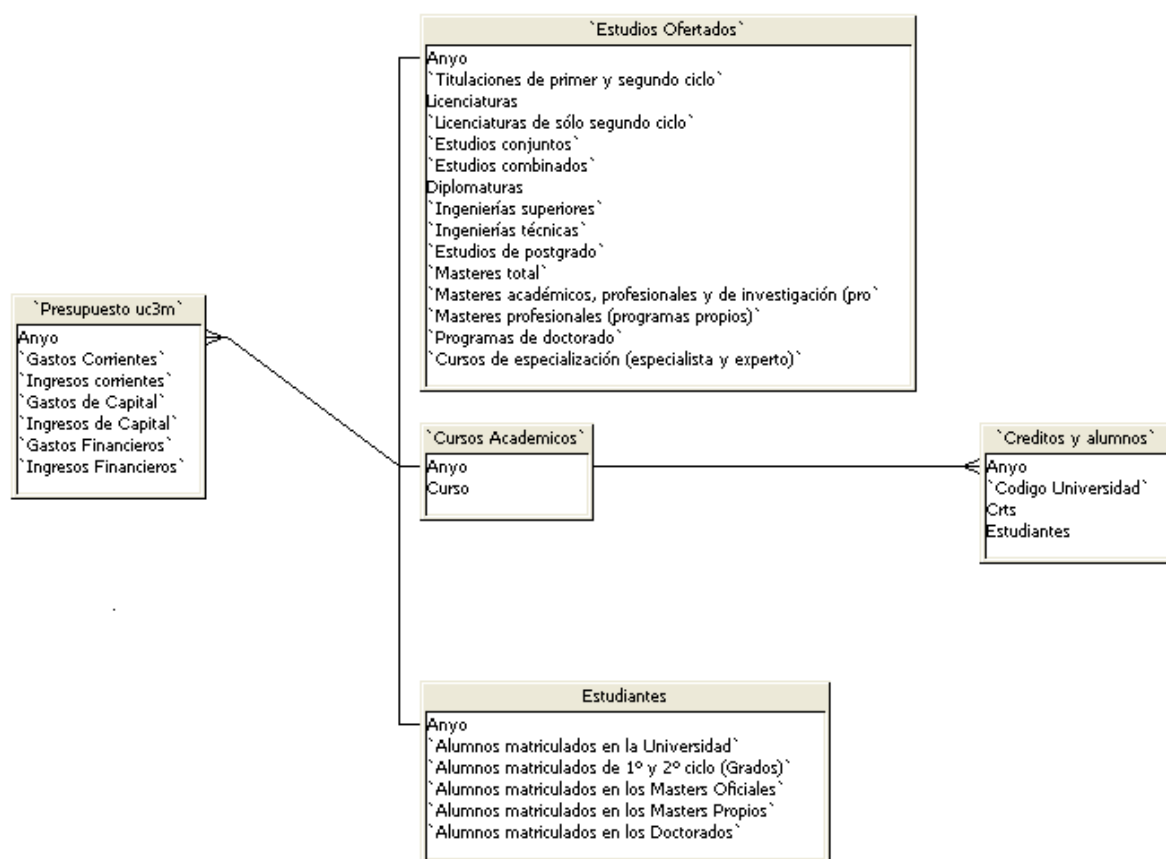 `Estudios Ofertados`
Anyo
`Titulaciones de primer y segundo ciclo`
Licenciaturas
`Licenciaturas de sólo segundo ciclo`
`Estudios conjuntos`
`Estudios combinados`
Diplomaturas
`Ingenierías superiores`
`Ingenierías técnicas`
`Estudios de postgrado`
`Masteres total`
`Masteres académicos, profesionales y de investigación (pro`
`Masteres profesionales (programas propios)`
`Programas de doctorado`
`Cursos de especialización (especialista y experto)`
`Presupuesto uc3m`
Anyo
`Gastos Corrientes`
`Ingresos corrientes`
`Gastos de Capital`
`Ingresos de Capital`
`Gastos Financieros`
`Ingresos Financieros`
`Cursos Academicos`
Anyo
Curso
`Creditos y alumnos`
Anyo
`Codigo Universidad`
Crts
Estudiantes
Estudiantes
Anyo
`Alumnos matriculados en la Universidad`
`Alumnos matriculados de 1º y 2º ciclo (Grados)`
`Alumnos matriculados en los Masters Oficiales`
`Alumnos matriculados en los Masters Propios`
`Alumnos matriculados en los Doctorados`